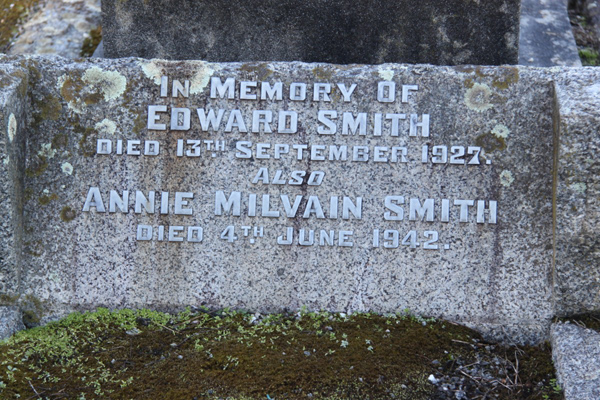 IN MEMORY OF
EDWARD SMITH
DIED 13TH SEPTEMBER 1927.
ALSO
ANNIE MILVAIN SMITH
DIED 4TH JUNE 1942.